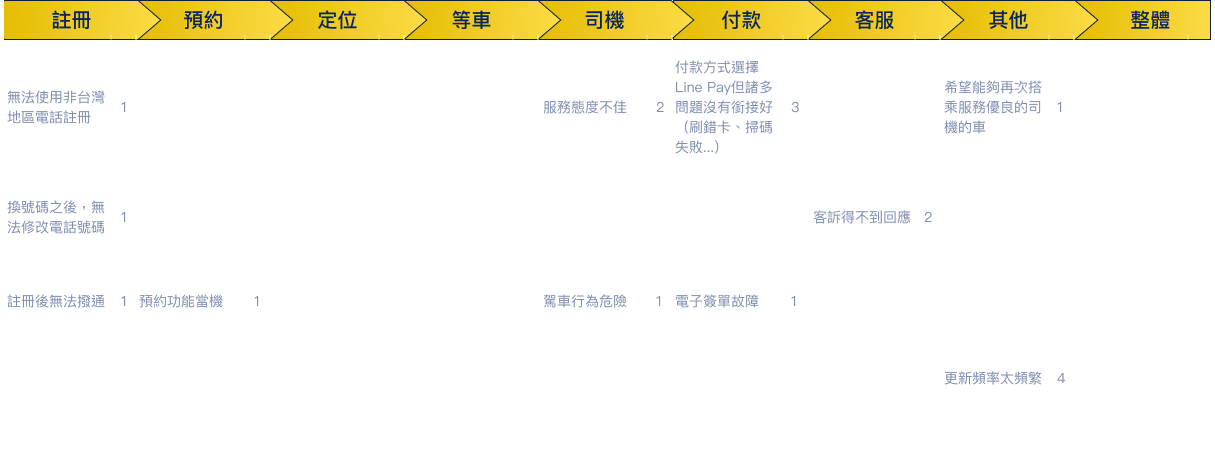 註冊
預約
定位
等車
司機
付款
客服
其他
整體
無法使用非台灣
地區電話註冊
1
服務態度不佳
2
付款方式選擇
Line Pay但諸多
問題沒有銜接好
（刷錯卡、掃碼
失敗...）
3
希望能夠再次搭
乘服務優良的司
機的車
1
換號碼之後，無
法修改電話號碼
1
客訴得不到回應
2
註冊後無法撥通
1
預約功能當機
1
駕車行為危險
1
電子簽單故障
1
更新頻率太頻繁
4